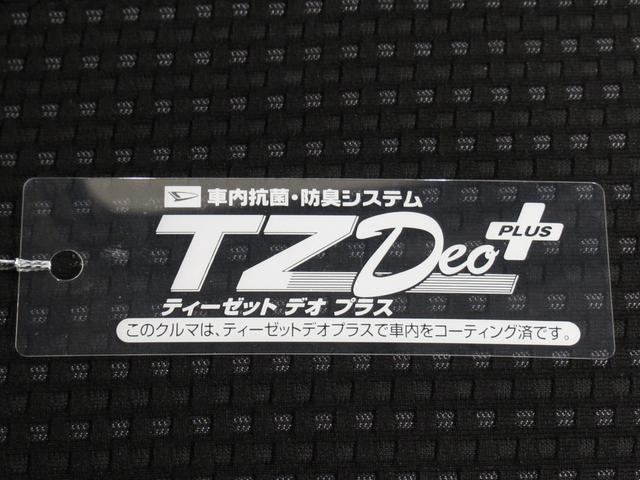 車内抗菌・防臭システム
TZ Deo PLUS
ティーゼット デオ プラス
このクルマは、ティーゼットデオプラスで車内をコーティング済です。